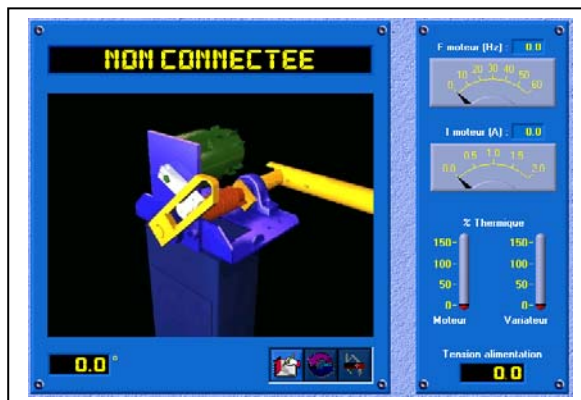 NON CONNECTEE
0.0 °
F moteur (Hz) : 0.0
0 10 20 30 40 50 60
I moteur (A) : 0.0
0.0 0.5 1.0 1.5 2.0
% Thermique
150- 150-
100- 100-
50- 50-
0- 0-
Moteur Variateur
Tension alimentation
0.0